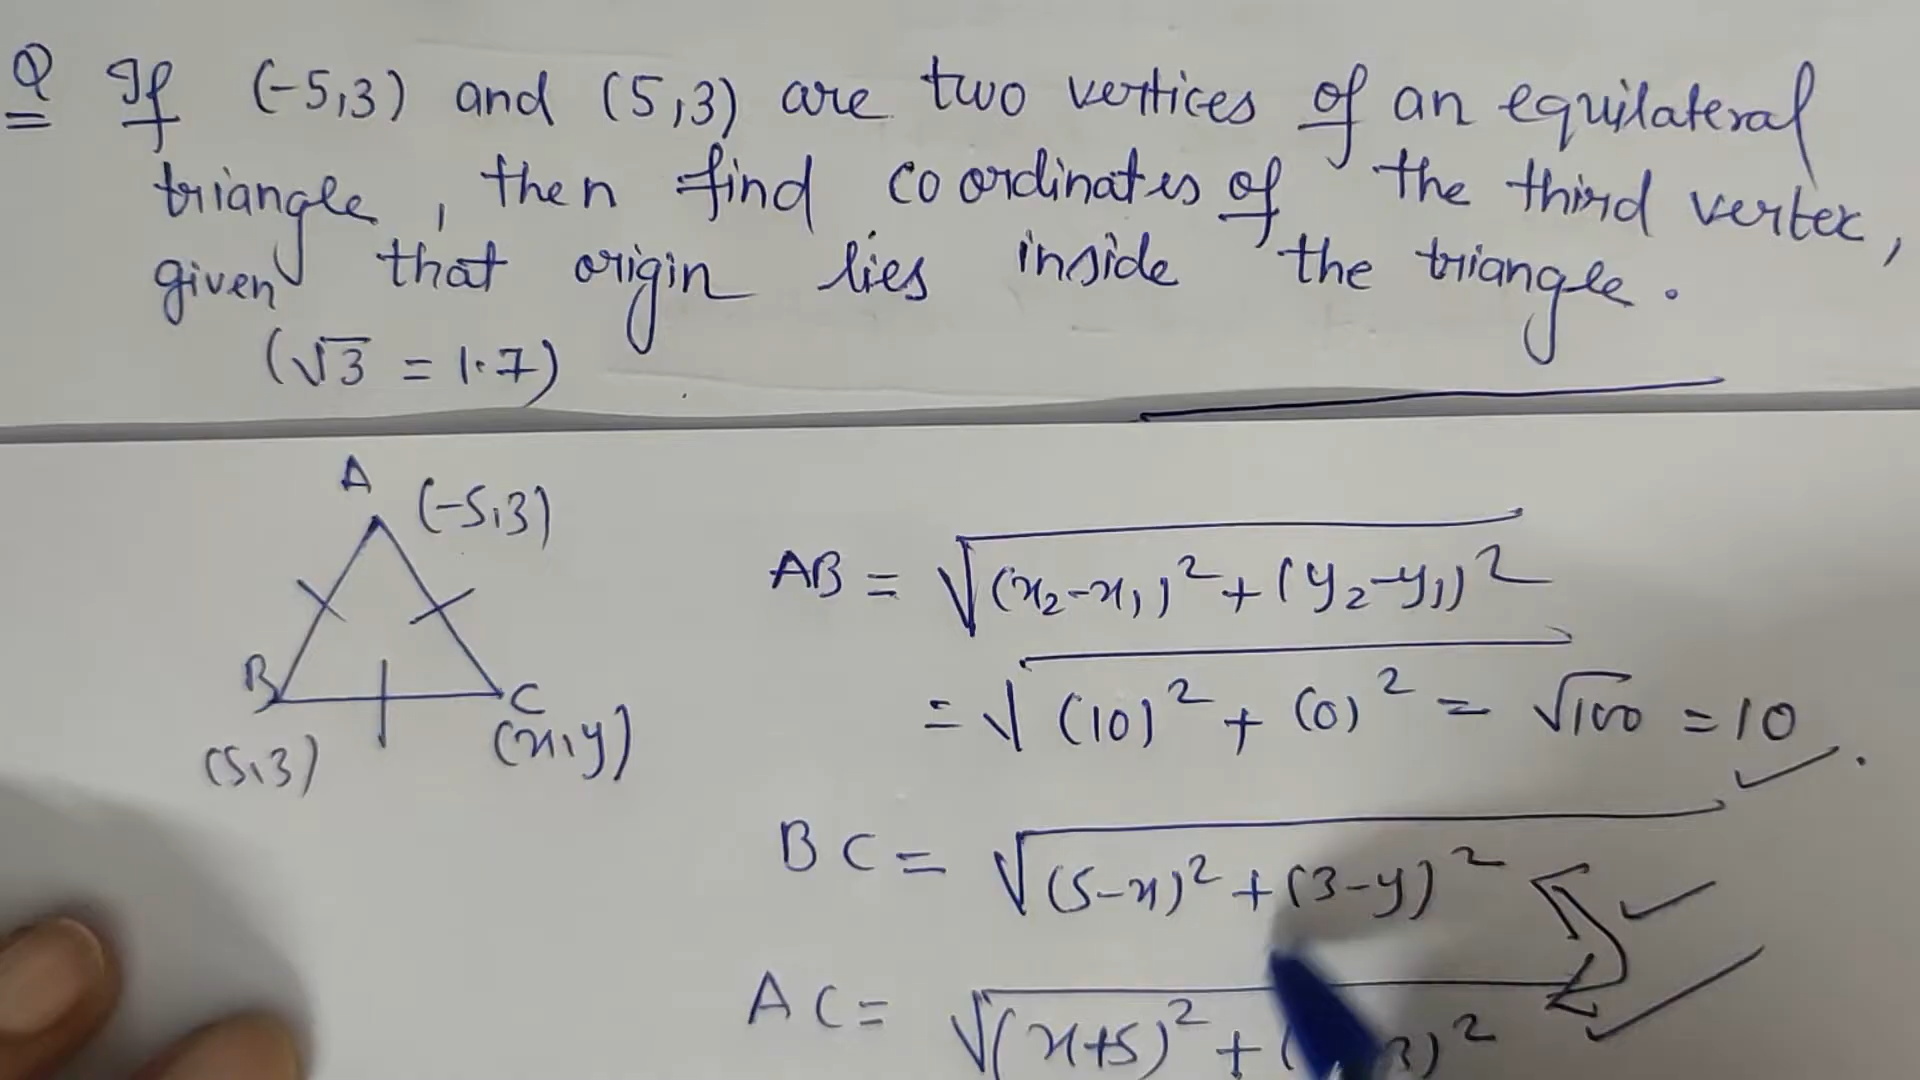 Q If (-5,3) and (5,3) are two vertices of an equilateral
triangle, then find coordinates of the third vertex,
given that origin lies inside the triangle.
(√3 = 1.7)
A (-5,3)
B
(5,3)
C
(x,y)
AB = √(x₂-x₁)² + (y₂-y₁)²
= √(10)² + (0)² = √100 = 10
BC = √(5-x)² + (3-y)²
AC = √(x+5)² + ( 3)²